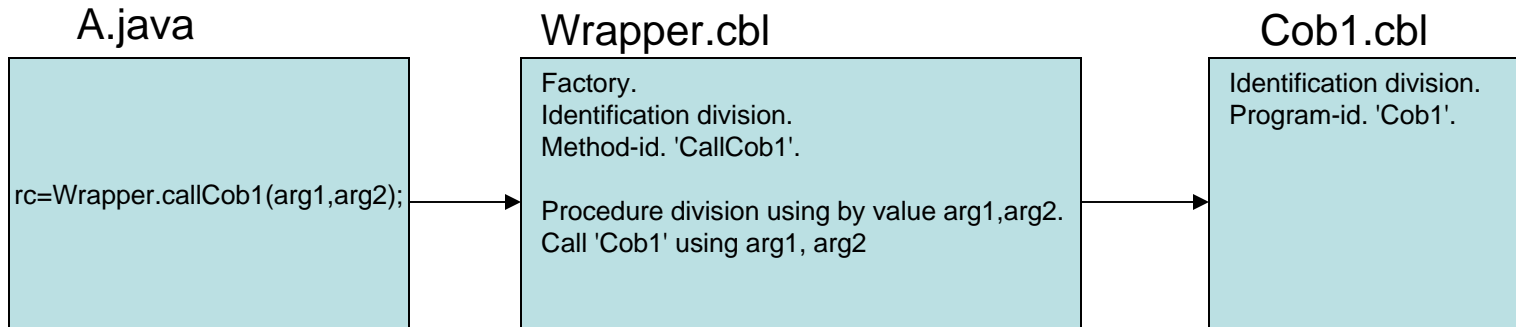 A.java
rc=Wrapper.callCob1(arg1,arg2);
Wrapper.cbl
Factory.
Identification division.
Method-id. 'CallCob1'.
Procedure division using by value arg1,arg2.
Call 'Cob1' using arg1, arg2
Cob1.cbl
Identification division.
Program-id. 'Cob1'.